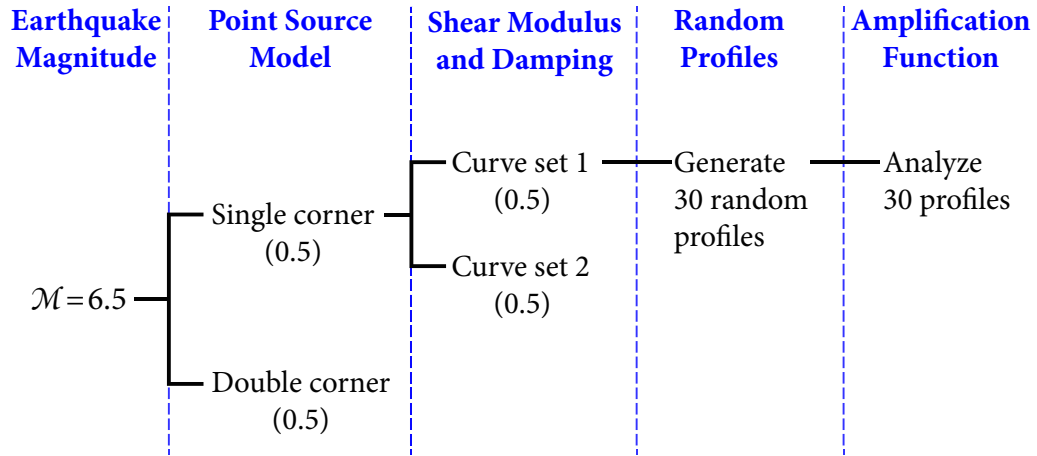 Earthquake
Magnitude
Point Source
Model
Shear Modulus
and Damping
Random
Profiles
Amplification
Function
ℳ=6.5
Single corner
(0.5)
Double corner
(0.5)
Curve set 1
(0.5)
Curve set 2
(0.5)
Generate
30 random
profiles
Analyze
30 profiles